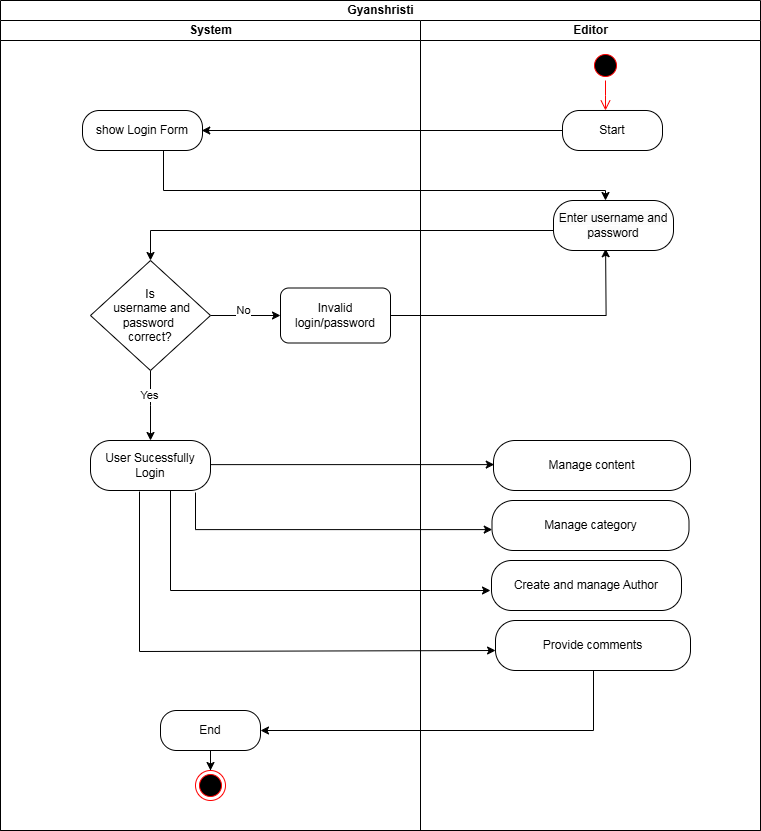 Gyanshristi
System
Editor
show Login Form
Start
Enter username and
password
Is
username and
password
correct?
No
Invalid
login/password
Yes
User Sucessfully
Login
Manage content
Manage category
Create and manage Author
Provide comments
End